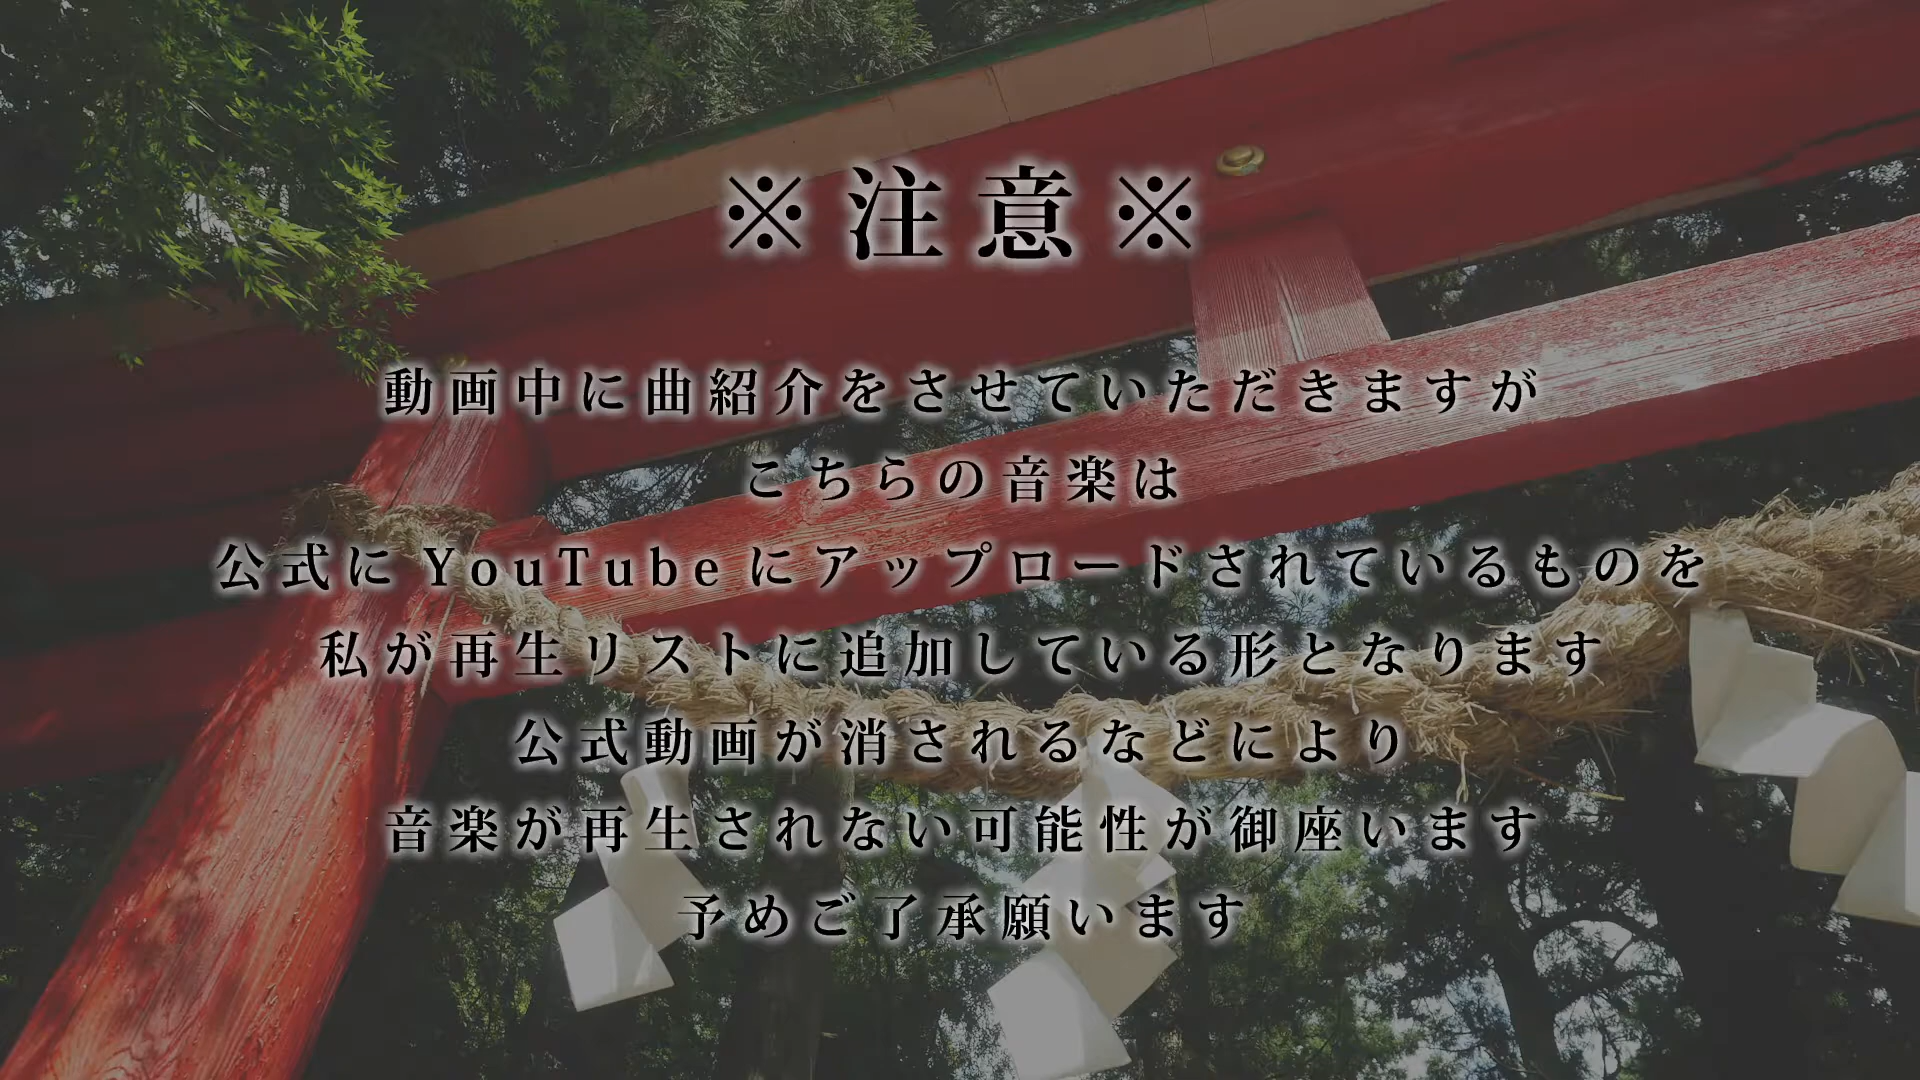 ※注意※
動画中に曲紹介をさせていただきますが
こちらの音楽は
公式にYouTubeにアップロードされているものを
私が再生リストに追加している形となります
公式動画が消されるなどにより
音楽が再生されない可能性が御座います
予めご了承願います